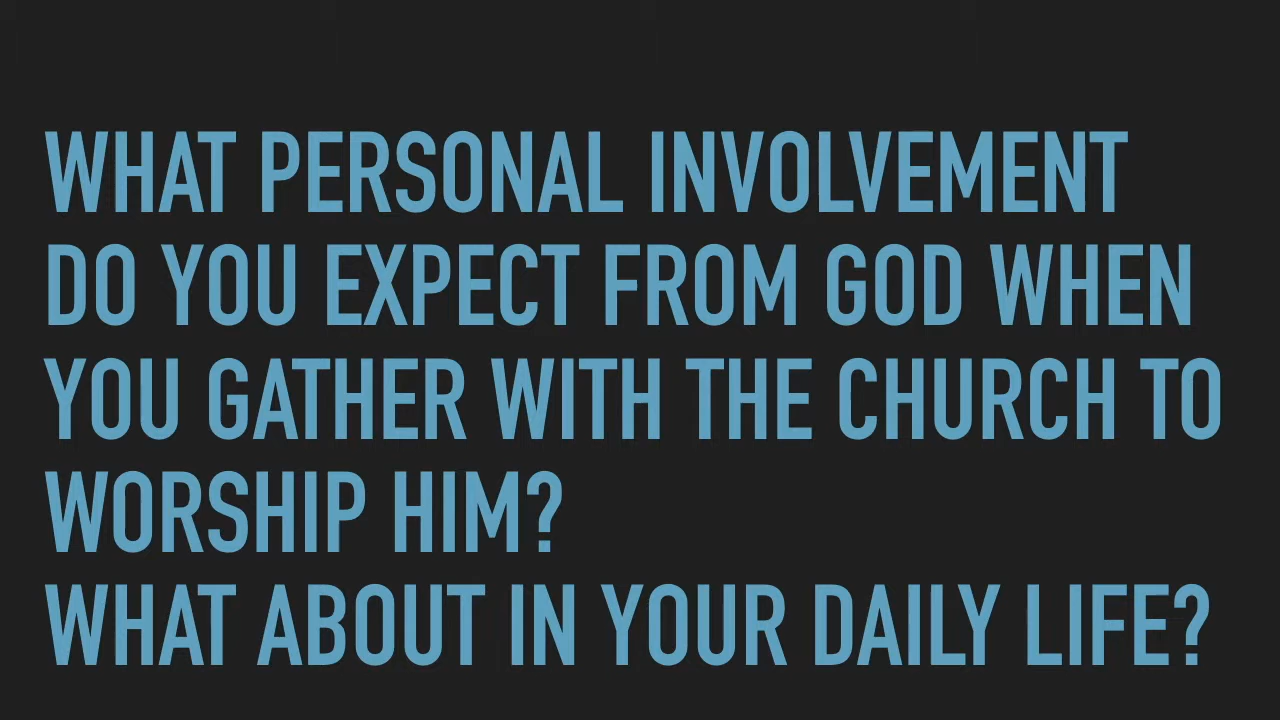 WHAT PERSONAL INVOLVEMENT
DO YOU EXPECT FROM GOD WHEN
YOU GATHER WITH THE CHURCH TO
WORSHIP HIM?
WHAT ABOUT IN YOUR DAILY LIFE?